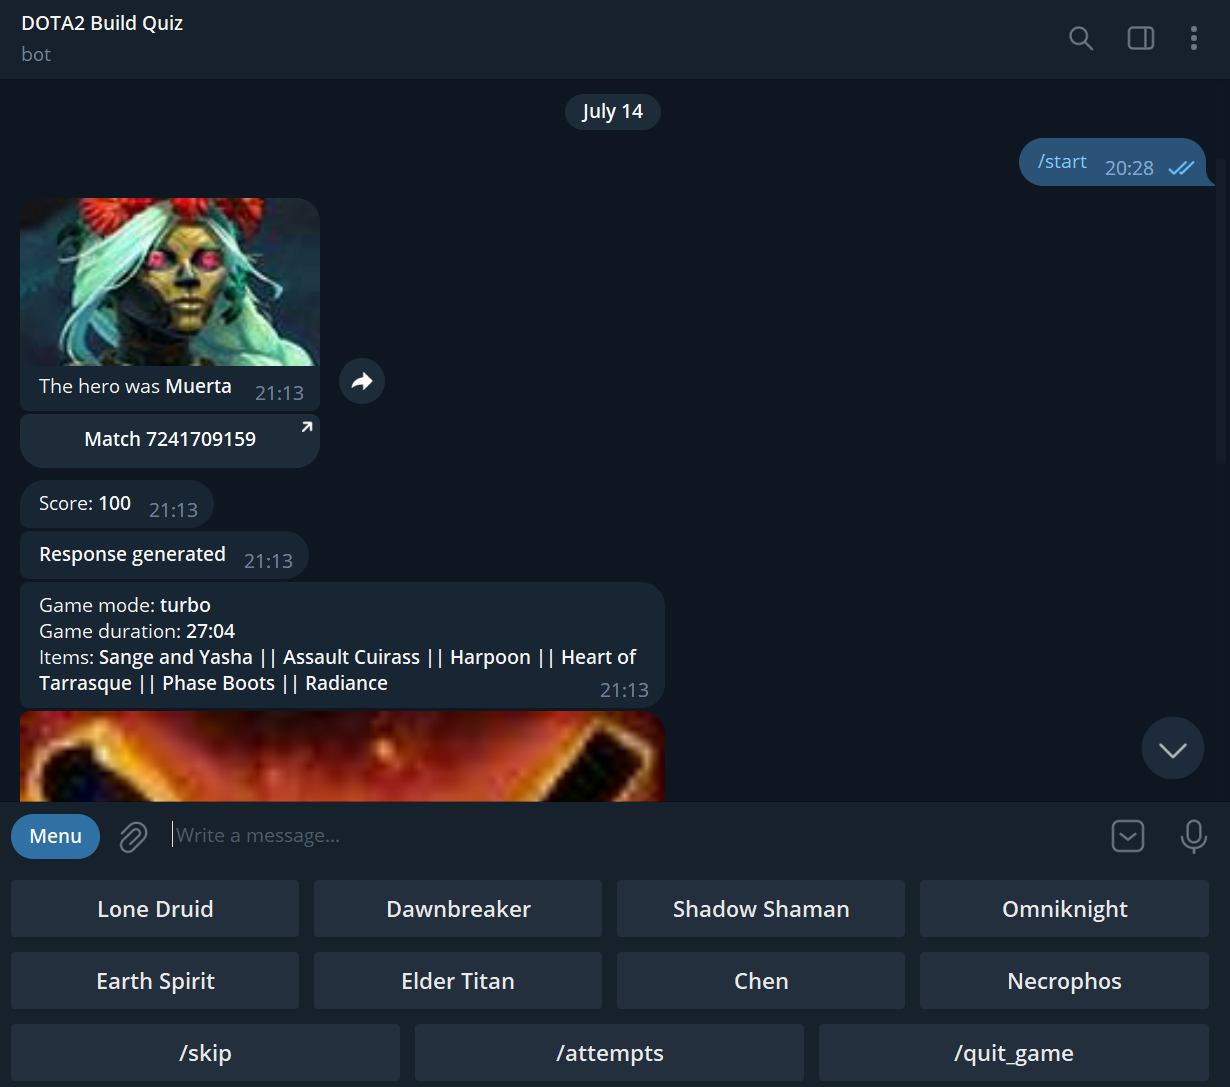 DOTA2 Build Quiz
bot
July 14
/start 20:28
The hero was Muerta 21:13
Match 7241709159
Score: 100 21:13
Response generated 21:13
Game mode: turbo
Game duration: 27:04
Items: Sange and Yasha || Assault Cuirass || Harpoon || Heart of
Tarrasque || Phase Boots || Radiance 21:13
Menu Write a message...
Lone Druid Dawnbreaker Shadow Shaman Omniknight
Earth Spirit Elder Titan Chen Necrophos
/skip /attempts /quit_game